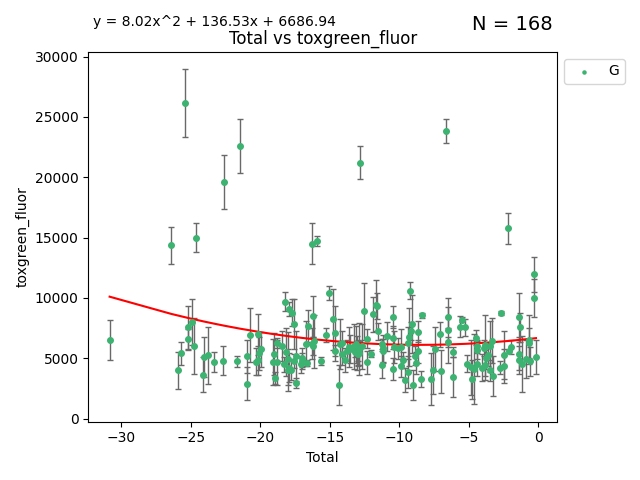 y = 8.02x^2 + 136.53x + 6686.94
N = 168
Total vs toxgreen_fluor
G
30000
25000
20000
15000
10000
5000
0
toxgreen_fluor
−30 −25 −20 −15 −10 −5 0
Total